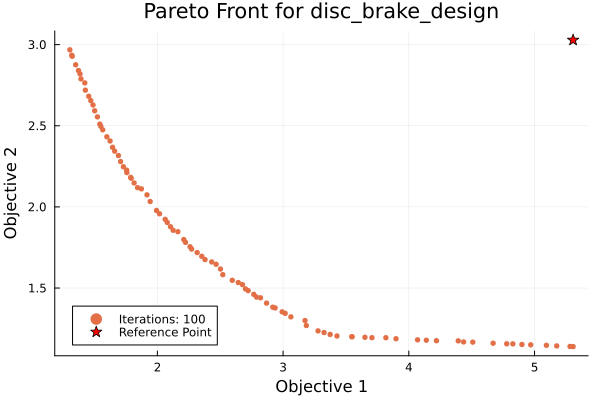 Pareto Front for disc_brake_design
Objective 2
3.0
2.5
2.0
1.5
Iterations: 100
Reference Point
2 3 4 5
Objective 1